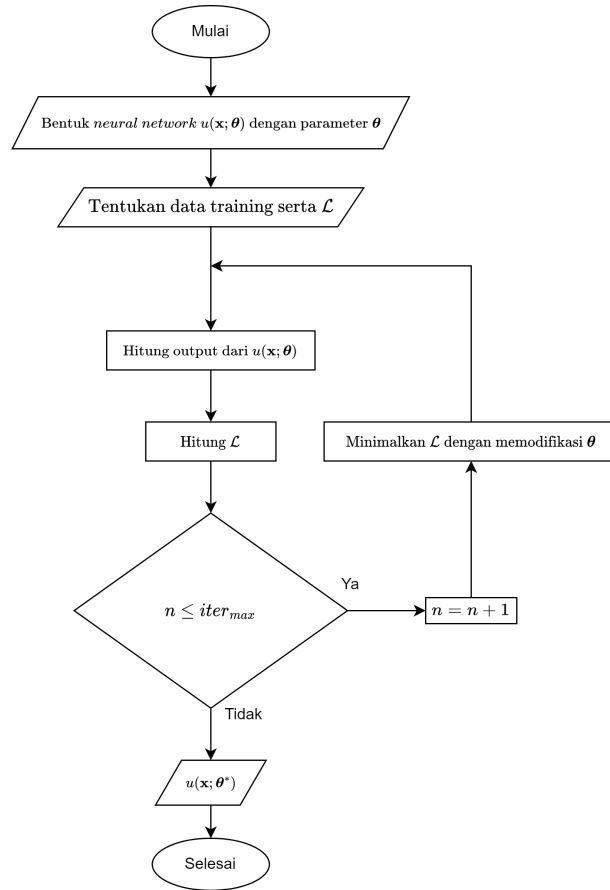 Mulai
Bentuk neural network u(𝐱; 𝜽) dengan parameter 𝜽
Tentukan data training serta ℒ
Hitung output dari u(𝐱; 𝜽)
Hitung ℒ
Minimalkan ℒ dengan memodifikasi 𝜽
n ≤ iter_max
Ya
n = n + 1
Tidak
u(𝐱; 𝜽*)
Selesai